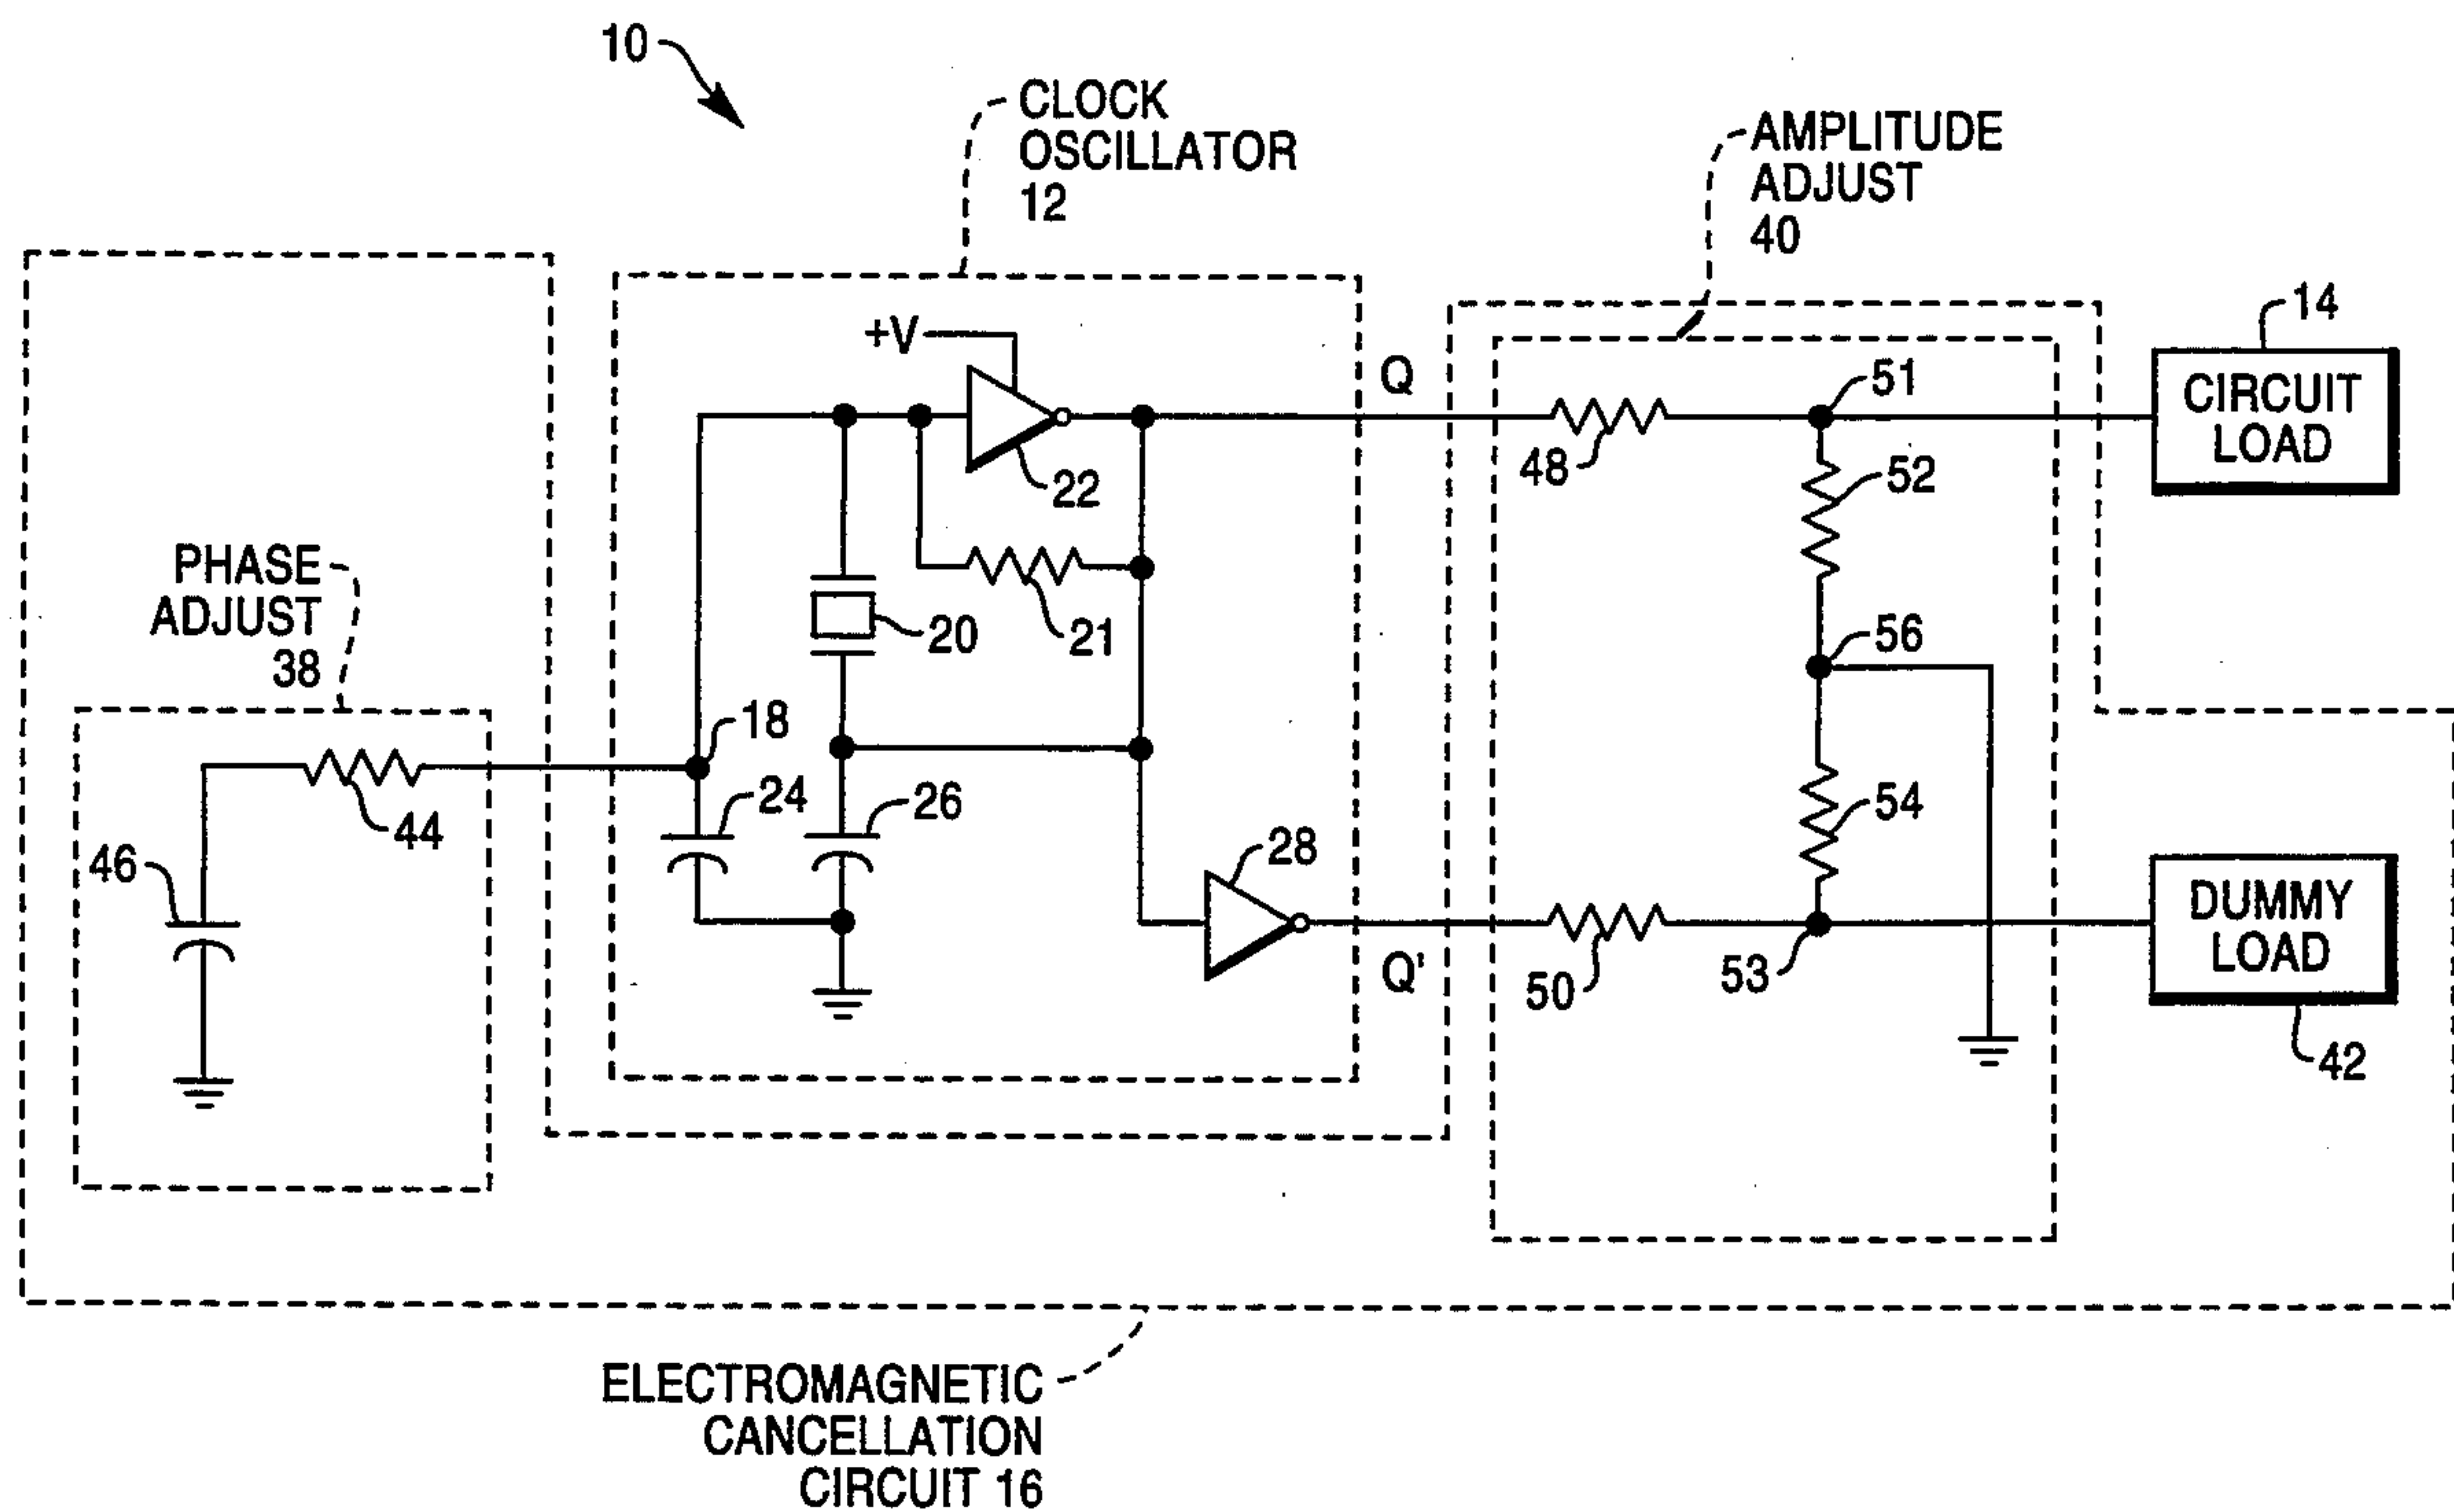 10
CLOCK
OSCILLATOR
12
AMPLITUDE
ADJUST
40
14
+V
Q
51
CIRCUIT
LOAD
22
48
52
PHASE
ADJUST
38
20
21
56
18
44
24
26
54
46
28
DUMMY
LOAD
Q'
50
53
42
ELECTROMAGNETIC
CANCELLATION
CIRCUIT 16